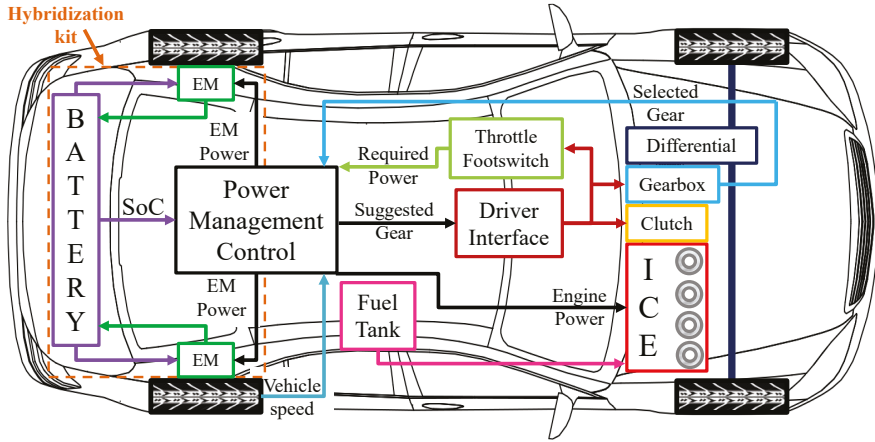 Hybridization
kit
EM
B
A
T
T
E
R
Y
EM
Power
SoC
Power
Management
Control
EM
Power
EM
Vehicle
speed
Required
Power
Throttle
Footswitch
Suggested
Gear
Driver
Interface
Fuel
Tank
Engine
Power
Selected
Gear
Differential
Gearbox
Clutch
I
C
E